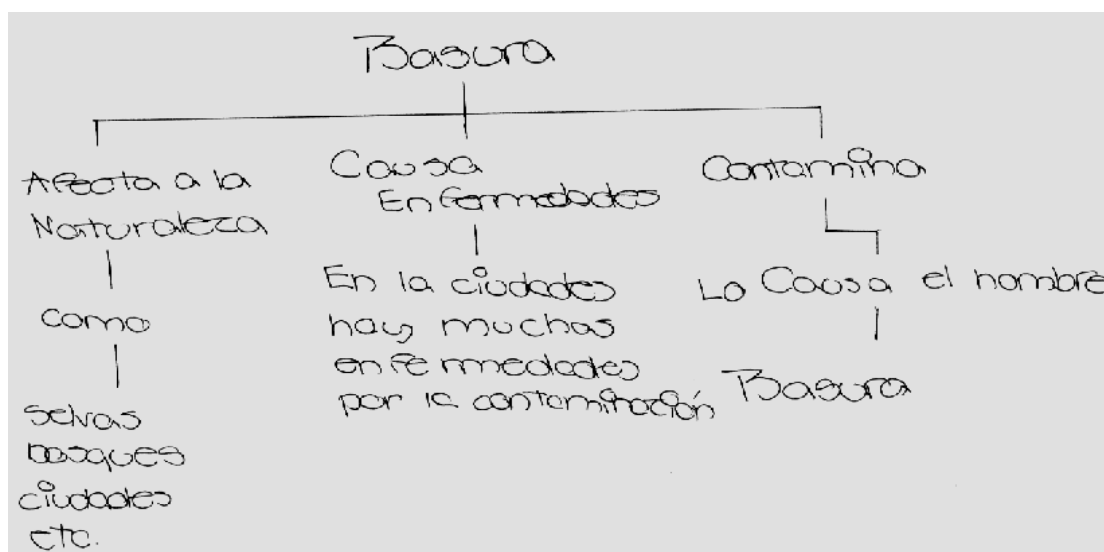 Basura
Afecta a la
Naturaleza
como
selvas
bosques
ciudades
etc.
Causa
Enfermedades
En la ciudades
hay muchas
enfermedades
por la contaminación
Contamina
Lo Causa el hombre
Basura